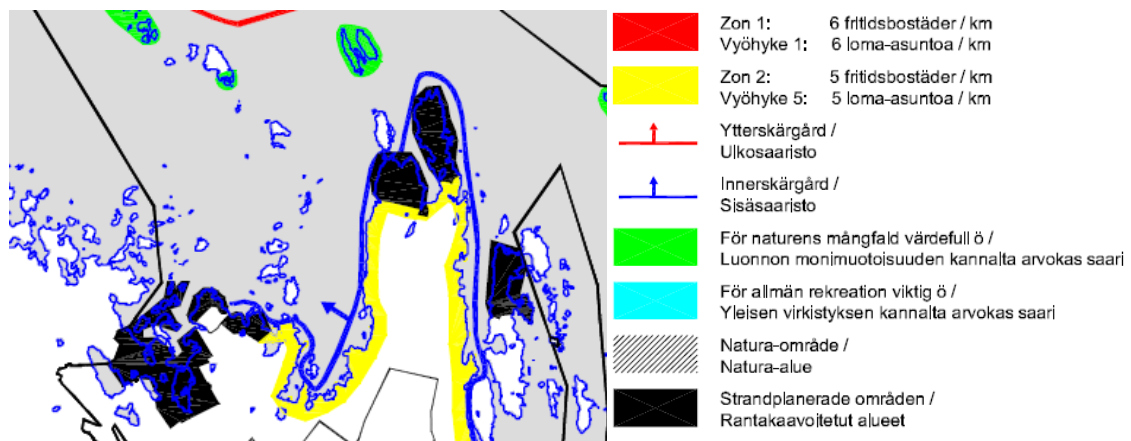 Zon 1: 6 fritidsbostäder / km
Vyöhyke 1: 6 loma-asuntoa / km
Zon 2: 5 fritidsbostäder / km
Vyöhyke 5: 5 loma-asuntoa / km
Ytterskärgård /
Ulkosaaristo
Innerskärgård /
Sisäsaaristo
För naturens mångfald värdefull ö /
Luonnon monimuotoisuuden kannalta arvokas saari
För allmän rekreation viktig ö /
Yleisen virkistyksen kannalta arvokas saari
Natura-område /
Natura-alue
Strandplanerade områden /
Rantakaavoitetut alueet